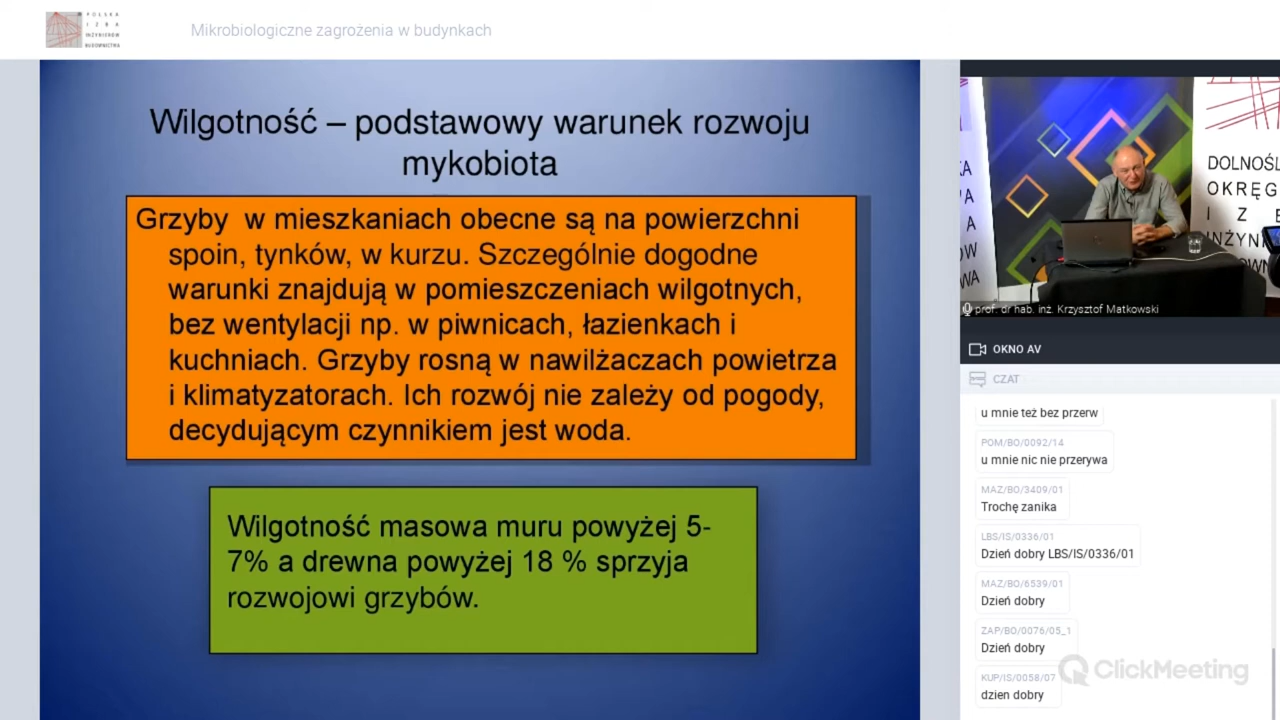 POLSKA
IZBA
INŻYNIERÓW
BUDOWNICTWA
Mikrobiologiczne zagrożenia w budynkach
Wilgotność – podstawowy warunek rozwoju
mykobiota
Grzyby w mieszkaniach obecne są na powierzchni
spoin, tynków, w kurzu. Szczególnie dogodne
warunki znajdują w pomieszczeniach wilgotnych,
bez wentylacji np. w piwnicach, łazienkach i
kuchniach. Grzyby rosną w nawilżaczach powietrza
i klimatyzatorach. Ich rozwój nie zależy od pogody,
decydującym czynnikiem jest woda.
Wilgotność masowa muru powyżej 5-
7% a drewna powyżej 18 % sprzyja
rozwojowi grzybów.
DOLNOŚL
OKRĘG
I Z
INŻYNI
prof. dr hab. inż. Krzysztof Matkowski
OKNO AV
CZAT
u mnie też bez przerw
POM/BO/0092/14
u mnie nic nie przerywa
MAZ/BO/3409/01
Trochę zanika
LBS/IS/0336/01
Dzień dobry LBS/IS/0336/01
MAZ/BO/6539/01
Dzień dobry
ZAP/BO/0076/05_1
Dzień dobry
KUP/IS/0058/07
dzien dobry
ClickMeeting